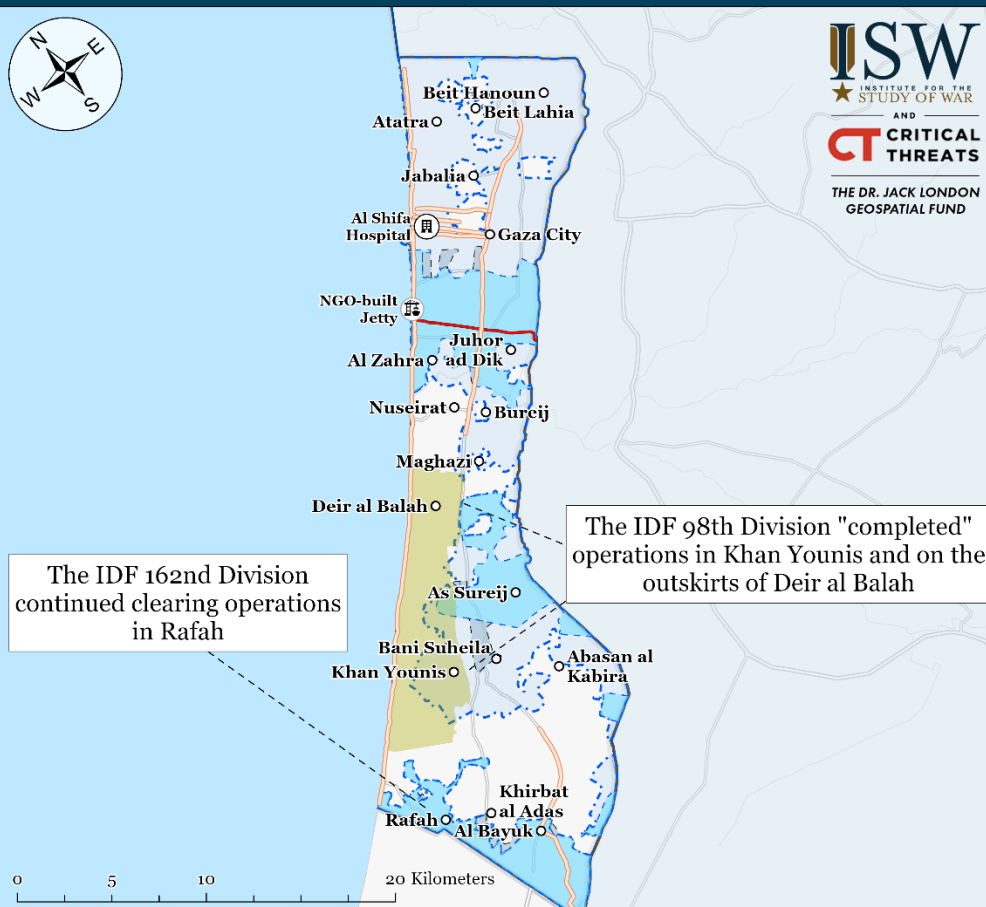 N
E
W
S
ISW
INSTITUTE FOR THE
STUDY OF WAR
AND
CT CRITICAL
THREATS
THE DR. JACK LONDON
GEOSPATIAL FUND
Beit Hanoun
Beit Lahia
Atatra
Jabalia
Al Shifa
Hospital
Gaza City
NGO-built
Jetty
Juhor
ad Dik
Al Zahra
Nuseirat
Bureij
Maghazi
Deir al Balah
The IDF 98th Division "completed"
operations in Khan Younis and on the
outskirts of Deir al Balah
The IDF 162nd Division
continued clearing operations
in Rafah
As Sureij
Bani Suheila
Abasan al
Kabira
Khan Younis
Khirbat
al Adas
Rafah
Al Bayuk
0 5 10 20 Kilometers